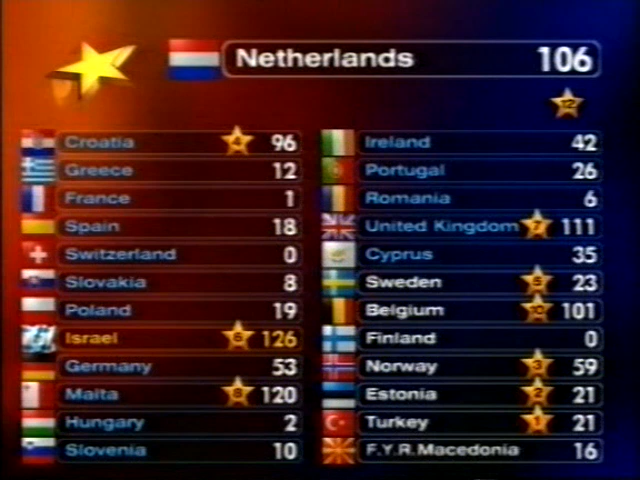 Netherlands 106
12
Croatia 4 96
Greece 12
France 1
Spain 18
Switzerland 0
Slovakia 8
Poland 19
Israel 6 126
Germany 53
Malta 8 120
Hungary 2
Slovenia 10
Ireland 42
Portugal 26
Romania 6
United Kingdom 7 111
Cyprus 35
Sweden 5 23
Belgium 10 101
Finland 0
Norway 3 59
Estonia 2 21
Turkey 1 21
F.Y.R.Macedonia 16